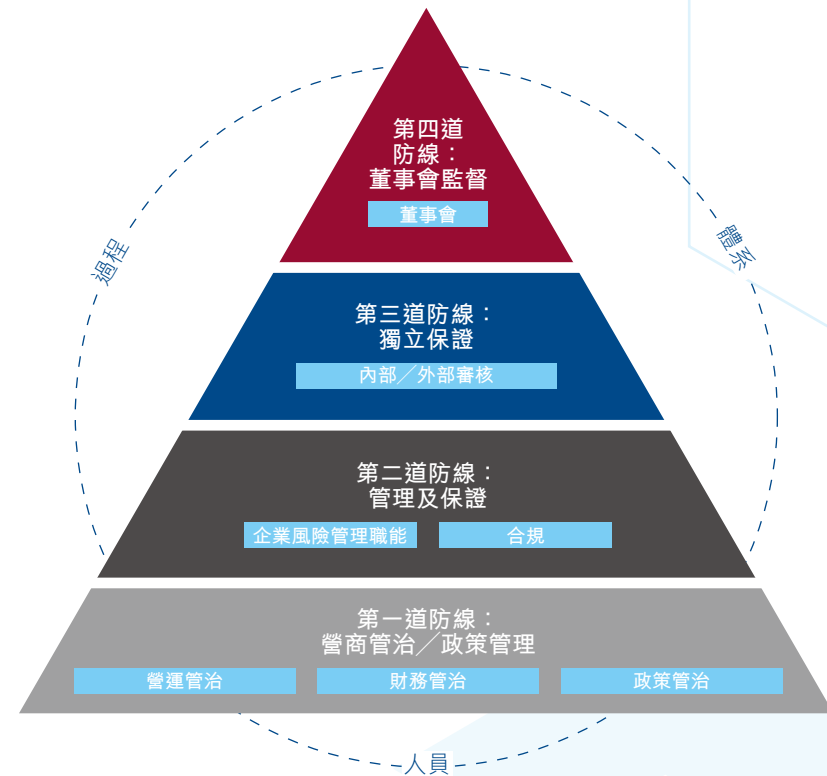 第四道
防線：
董事會監督
董事會
過程
體系
第三道防線：
獨立保證
內部／外部審核
第二道防線：
管理及保證
企業風險管理職能
合規
第一道防線：
營商管治／政策管理
營運管治
財務管治
政策管治
人員